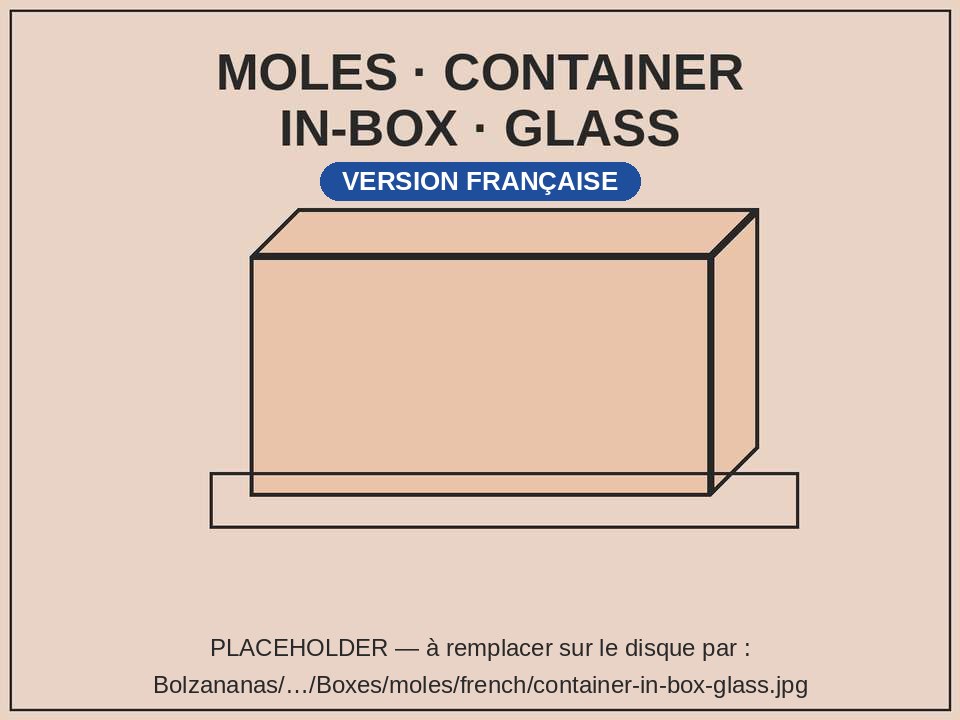 MOLES · CONTAINER
IN-BOX · GLASS
VERSION FRANÇAISE
PLACEHOLDER — à remplacer sur le disque par :
Bolzananas/…/Boxes/moles/french/container-in-box-glass.jpg